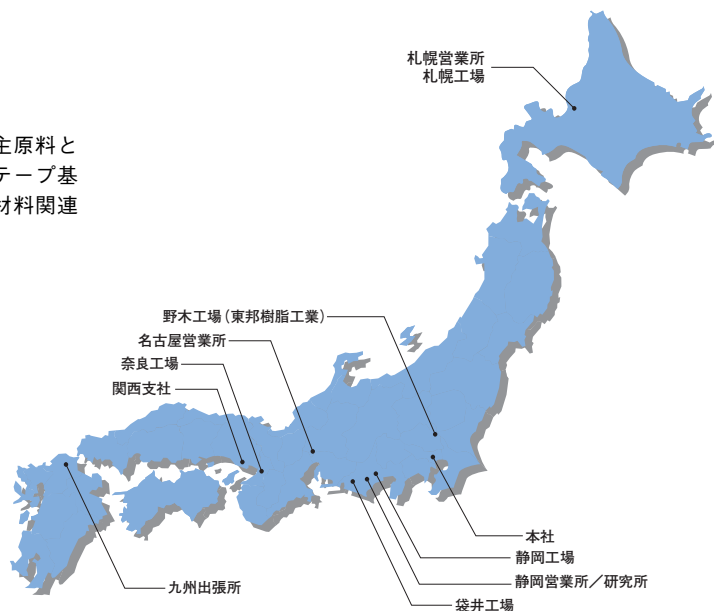 札幌営業所
札幌工場
主原料と
テープ基
材料関連
野木工場(東邦樹脂工業)
名古屋営業所
奈良工場
関西支社
本社
静岡工場
静岡営業所／研究所
九州出張所
袋井工場